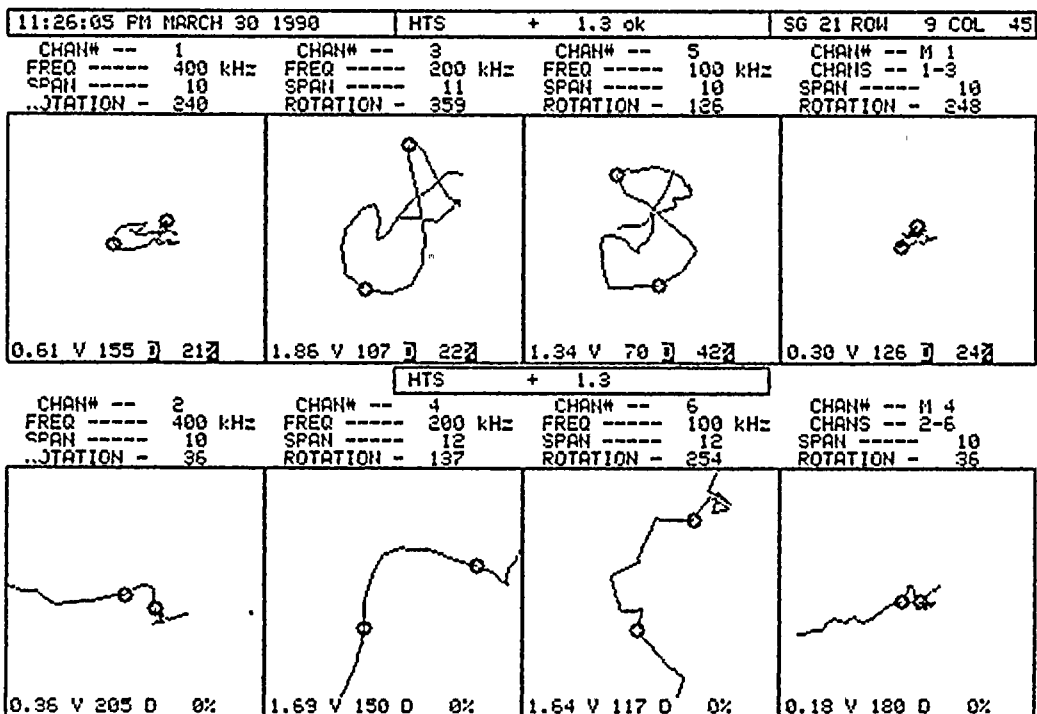 11:26:05 PM MARCH 30 1990 HTS + 1.3 ok SG 21 ROW 9 COL 45
CHAN# -- 1 CHAN# -- 3 CHAN# -- 5 CHAN# -- M 1
FREQ ----- 400 kHz FREQ ----- 200 kHz FREQ ----- 100 kHz CHANS -- 1-3
SPAN ----- 10 SPAN ----- 11 SPAN ----- 10 SPAN ----- 10
..OTATION - 240 ROTATION - 359 ROTATION - 126 ROTATION - 248
0.61 V 155 D 21% 1.86 V 107 D 22% 1.34 V 70 D 42% 0.30 V 126 D 24%
HTS + 1.3
CHAN# -- 2 CHAN# -- 4 CHAN# -- 6 CHAN# -- M 4
FREQ ----- 400 kHz FREQ ----- 200 kHz FREQ ----- 100 kHz CHANS -- 2-6
SPAN ----- 10 SPAN ----- 12 SPAN ----- 12 SPAN ----- 10
..OTATION - 36 ROTATION - 137 ROTATION - 254 ROTATION - 36
0.36 V 205 D 0% 1.69 V 150 D 0% 1.64 V 117 D 0% 0.18 V 180 D 0%